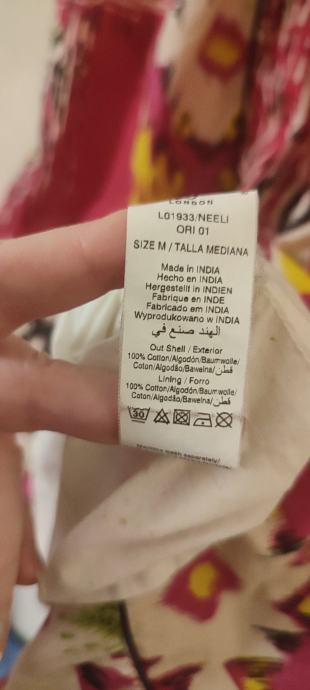 LONDON
L01933/NEELI
ORI 01
SIZE M / TALLA MEDIANA
Made in INDIA
Hecho en INDIA
Hergestellt in INDIEN
Fabrique en INDE
Fabricado em INDIA
Wyprodukowano w INDIA
الهند صنع في
Out Shell / Exterior
100% Cotton/Algodón/Baumwolle/
Coton/Algodão/Bawełna/قطن
Lining / Forro
100% Cotton/Algodón/Baumwolle/
Coton/Algodão/Bawełna/قطن
30
wash separately/